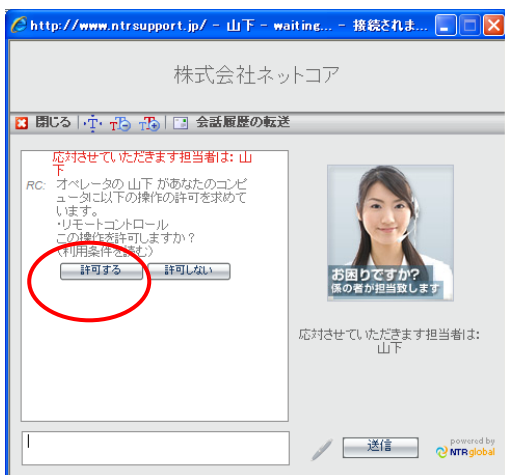 http://www.ntrsupport.jp/ - 山下 - waiting... - 接続されま...
株式会社ネットコア
閉じる
会話履歴の転送
応対させていただきます担当者は: 山
下
RC: オペレータの 山下 があなたのコンピ
ュータに以下の操作の許可を求めて
います。
・リモートコントロール
この操作を許可しますか？
(利用条件を読む)
許可する 許可しない
お困りですか?
係の者が担当致します
応対させていただきます担当者は:
山下
送信
powered by
NTRglobal